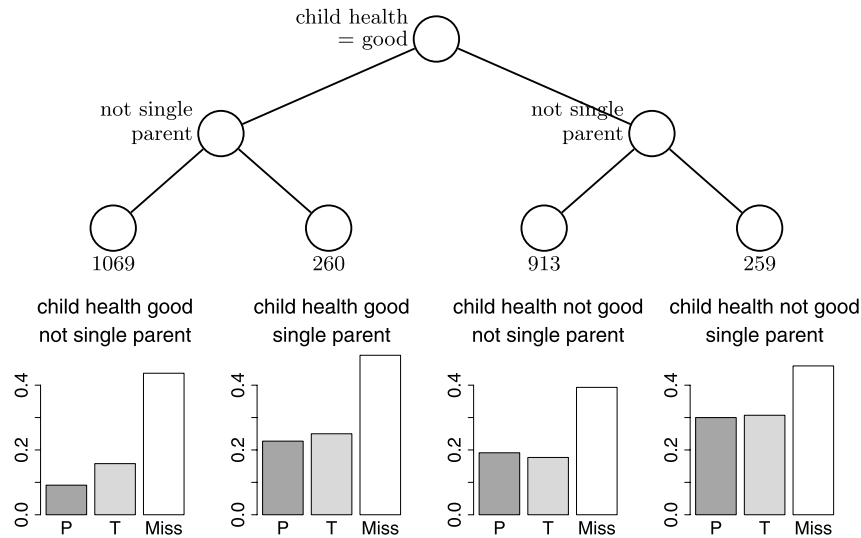 child health
= good
not single
parent
not single
parent
1069
260
913
259
child health good
not single parent
child health good
single parent
child health not good
not single parent
child health not good
single parent
0.4
0.2
0.0
P T Miss
0.4
0.2
0.0
P T Miss
0.4
0.2
0.0
P T Miss
0.4
0.2
0.0
P T Miss